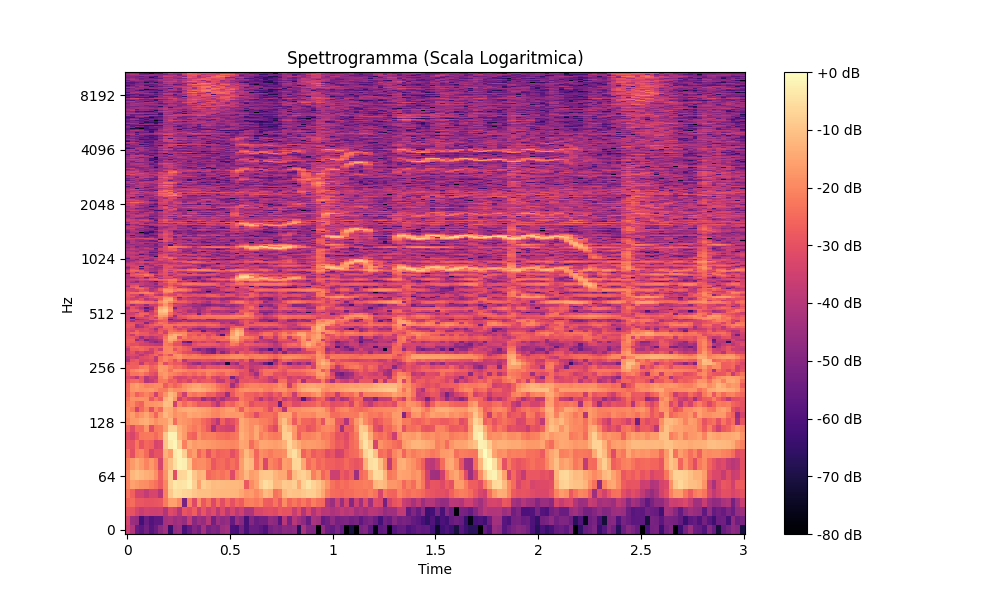 Spettrogramma (Scala Logaritmica)
Hz
8192
4096
2048
1024
512
256
128
64
0
0
0.5
1
1.5
2
2.5
3
Time
+0 dB
-10 dB
-20 dB
-30 dB
-40 dB
-50 dB
-60 dB
-70 dB
-80 dB